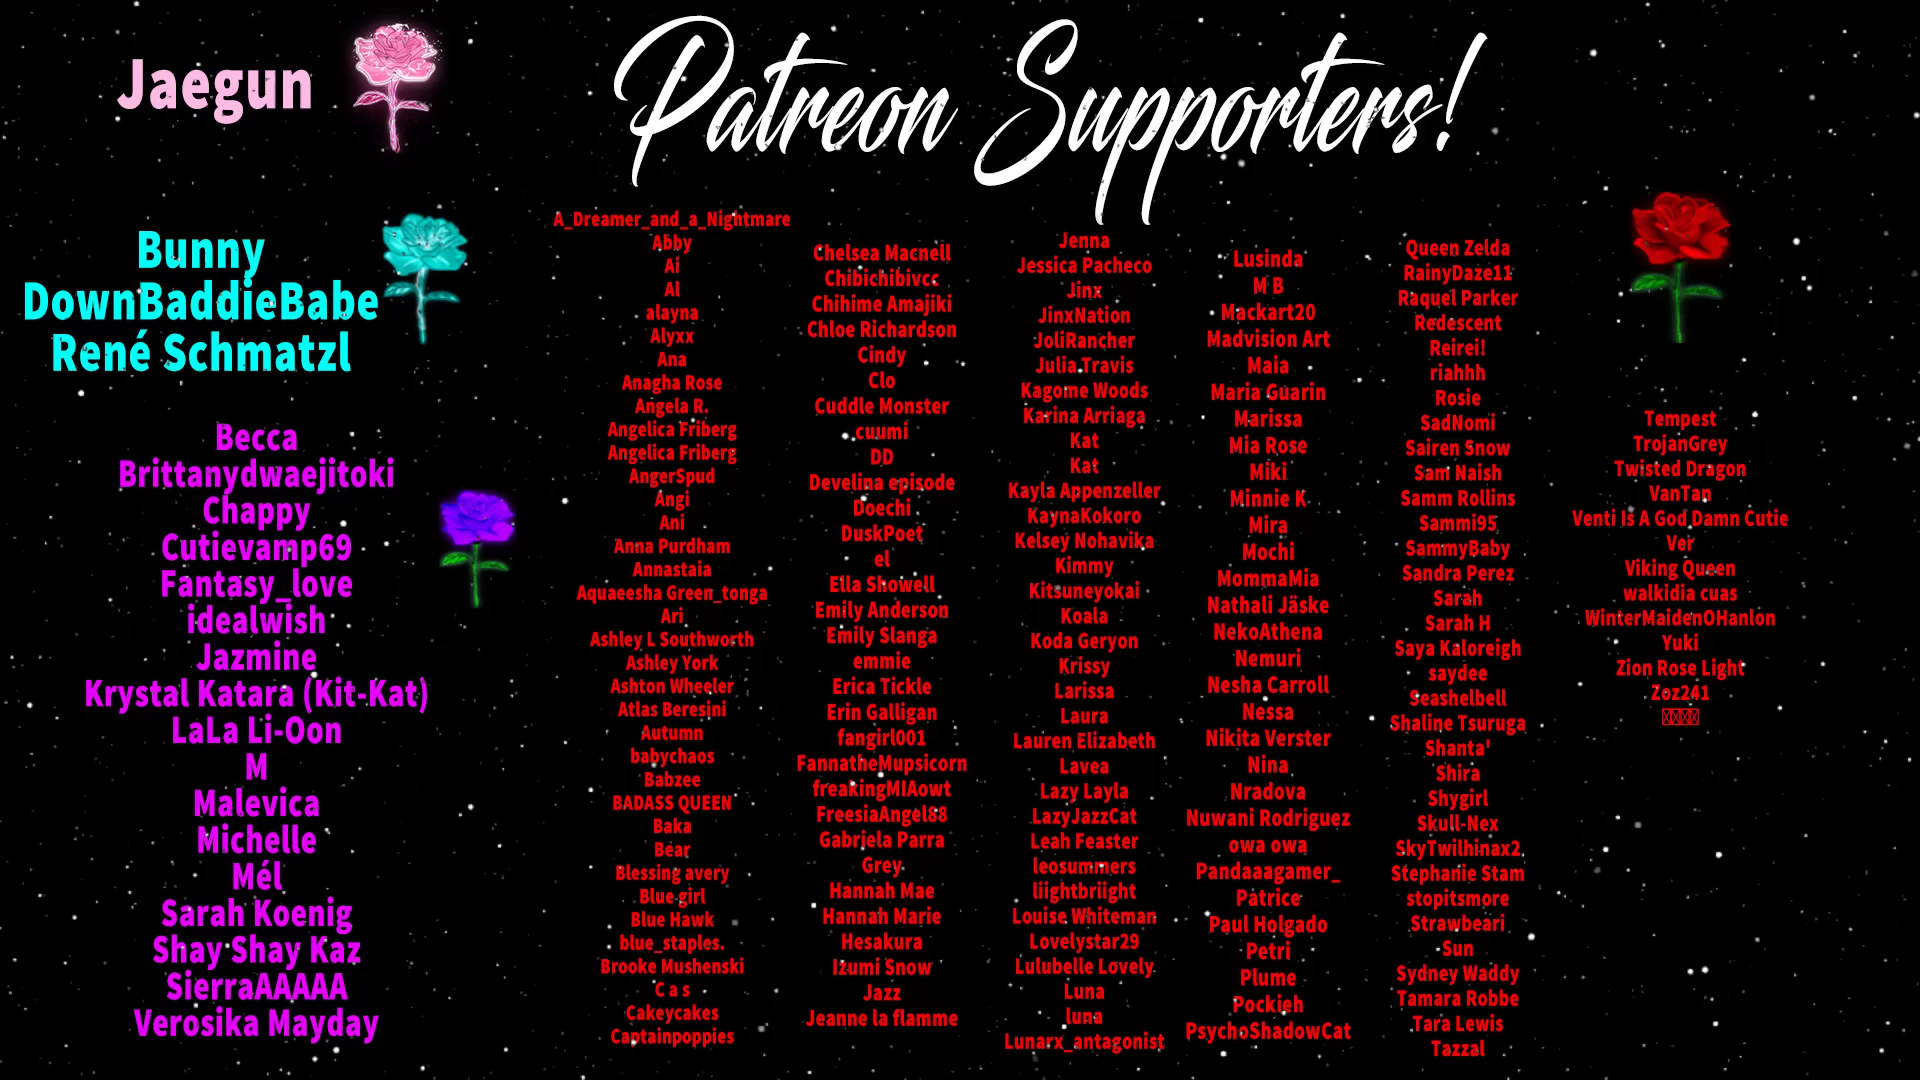 Jaegun
Patreon Supporters!
Bunny
DownBaddieBabe
René Schmatzl
Becca
Brittanydwaejitoki
Chappy
Cutievamp69
Fantasy_love
idealwish
Jazmine
Krystal Katara (Kit-Kat)
LaLa Li-Oon
M
Malevica
Michelle
Mél
Sarah Koenig
Shay Shay Kaz
SierraAAAAA
Verosika Mayday
A_Dreamer_and_a_Nightmare
Abby
Ai
Al
alayna
Alyxx
Ana
Anagha Rose
Angela R.
Angelica Friberg
Angelica Friberg
AngerSpud
Angi
Ani
Anna Purdham
Annastaia
Aquaeesha Green_tonga
Ari
Ashley L Southworth
Ashley York
Ashton Wheeler
Atlas Beresini
Autumn
babychaos
Babzee
BADASS QUEEN
Baka
Bear
Blessing avery
Blue girl
Blue Hawk
blue_staples.
Brooke Mushenski
C a s
Cakeycakes
Captainpoppies
Chelsea Macnell
Chibichibivcc
Chihime Amajiki
Chloe Richardson
Cindy
Clo
Cuddle Monster
cuumi
DD
Develina episode
Doechi
DuskPoet
el
Ella Showell
Emily Anderson
Emily Slanga
emmie
Erica Tickle
Erin Galligan
fangirl001
FannatheMupsicorn
freakingMIAowt
FreesiaAngel88
Gabriela Parra
Grey
Hannah Mae
Hannah Marie
Hesakura
Izumi Snow
Jazz
Jeanne la flamme
Jenna
Jessica Pacheco
Jinx
JinxNation
JoliRancher
Julia Travis
Kagome Woods
Karina Arriaga
Kat
Kat
Kayla Appenzeller
KaynaKokoro
Kelsey Nohavika
Kimmy
Kitsuneyokai
Koala
Koda Geryon
Krissy
Larissa
Laura
Lauren Elizabeth
Lavea
Lazy Layla
LazyJazzCat
Leah Feaster
leosummers
liightbriight
Louise Whiteman
Lovelystar29
Lulubelle Lovely
Luna
luna
Lunarx_antagonist
Lusinda
M B
Mackart20
Madvision Art
Maia
Maria Guarin
Marissa
Mia Rose
Miki
Minnie K
Mira
Mochi
MommaMia
Nathali Jäske
NekoAthena
Nemuri
Nesha Carroll
Nessa
Nikita Verster
Nina
Nradova
Nuwani Rodriguez
owa owa
Pandaaagamer_
Patrice
Paul Holgado
Petri
Plume
Pockieh
PsychoShadowCat
Queen Zelda
RainyDaze11
Raquel Parker
Redescent
Reirei!
riahhh
Rosie
SadNomi
Sairen Snow
Sam Naish
Samm Rollins
Sammi95
SammyBaby
Sandra Perez
Sarah
Sarah H
Saya Kaloreigh
saydee
Seashelbell
Shaline Tsuruga
Shanta'
Shira
Shygirl
Skull-Nex
SkyTwilhinax2
Stephanie Stam
stopitsmore
Strawbeari
Sun
Sydney Waddy
Tamara Robbe
Tara Lewis
Tazzal
Tempest
TrojanGrey
Twisted Dragon
VanTan
Venti Is A God Damn Cutie
Ver
Viking Queen
walkidia cuas
WinterMaidenOHanlon
Yuki
Zion Rose Light
Zoz241